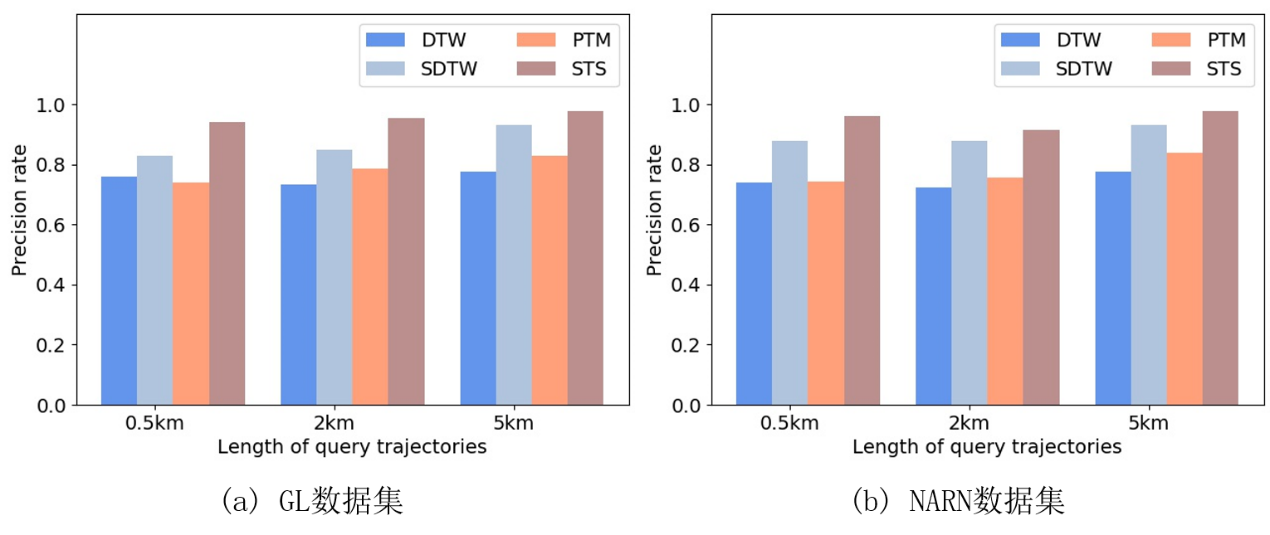 DTW PTM
SDTW STS
1.0
0.8
0.6
0.4
0.2
0.0
Precision rate
0.5km 2km 5km
Length of query trajectories
(a) GL数据集
DTW PTM
SDTW STS
1.0
0.8
0.6
0.4
0.2
0.0
Precision rate
0.5km 2km 5km
Length of query trajectories
(b) NARN数据集